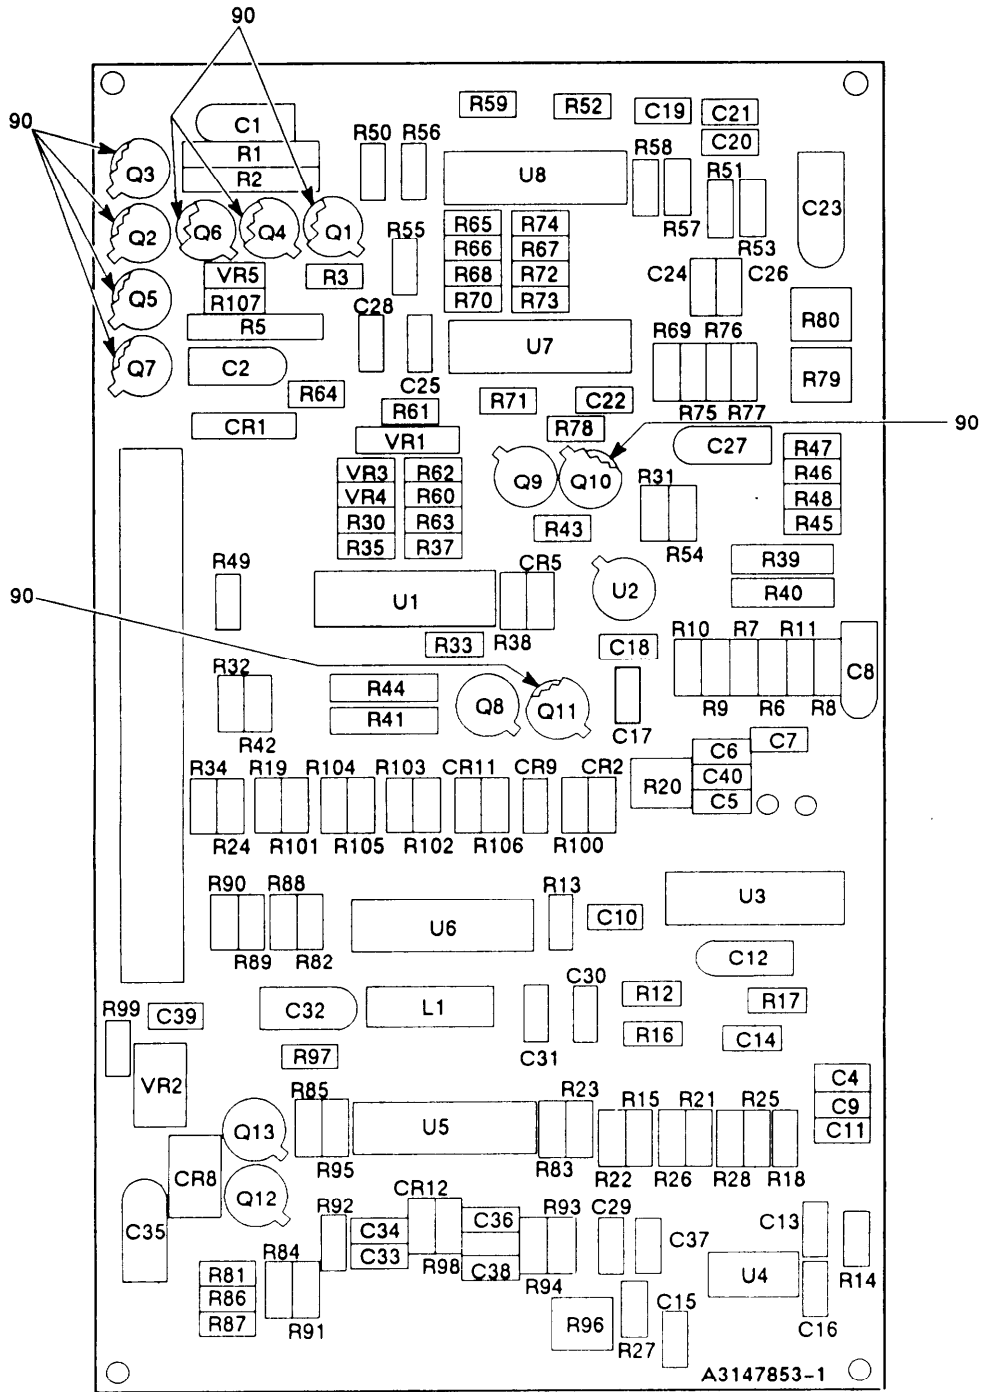 90
R59 R52 C19 C21
90 C1 R50 R56 C20
R1 R58
Q3 R2 U8 R51
C23
Q2 Q6 Q4 Q1 R55 R65 R74 R57
R66 R67 R53
VR5 R3 R68 R72 C24 C26
Q5 R107 C28 R70 R73
R5 R69 R76 R80
U7
Q7 C2 C25
R64 R71 C22 R79
R61 R75 R77
CR1 R78 90
VR1 C27
R47
VR3 R62 R31 R46
VR4 R60 Q9 Q10 R48
R30 R63 R43 R45
R35 R37 R54
R49 CR5 R39
90 U1 U2 R40
R33 R38 C18 R10 R7 R11
R32 C8
R44 Q8 Q11 R9 R6 R8
R41
R42 C17 C6 C7
R34 R19 R104 R103 CR11 CR9 CR2 R20 C40
C5
R24 R101 R105 R102 R106 R100
R90 R88 R13 U3
U6 C10
R89 R82 C12
C30
R99 C39 C32 L1 R12 R17
R16 C14
R97 C31
VR2 C4
R85 R23 R15 R21 R25 C9
Q13 U5 C11
R95 R83 R22 R26 R28 R18
CR8 Q12 CR12
R92 C36 R93 C29 C13
C35 C34 C37
C33 R98
R84 C38 R94 U4 R14
R81
R86
R87 R91 R96 R27 C15 C16
A3147853-1